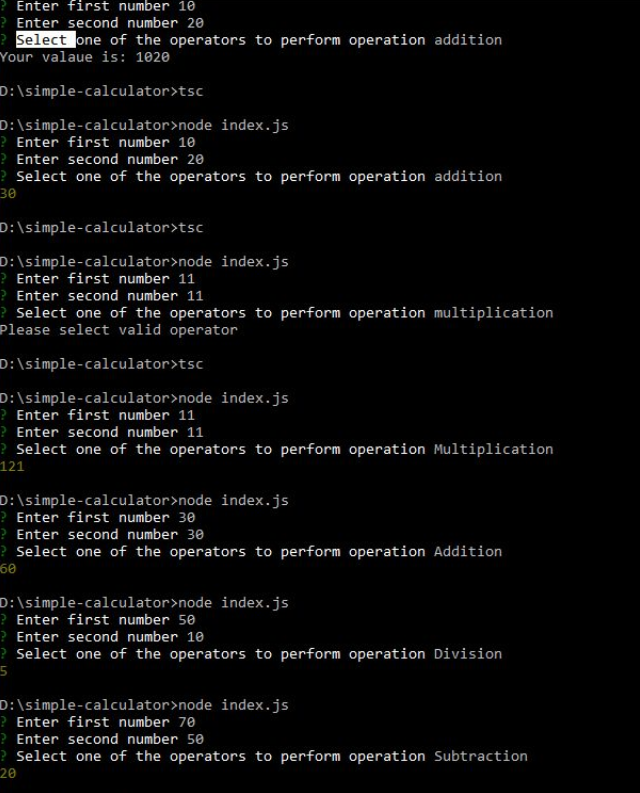 ? Enter first number 10
? Enter second number 20
? Select one of the operators to perform operation addition
Your valaue is: 1020
D:\simple-calculator>tsc
D:\simple-calculator>node index.js
? Enter first number 10
? Enter second number 20
? Select one of the operators to perform operation addition
30
D:\simple-calculator>tsc
D:\simple-calculator>node index.js
? Enter first number 11
? Enter second number 11
? Select one of the operators to perform operation multiplication
Please select valid operator
D:\simple-calculator>tsc
D:\simple-calculator>node index.js
? Enter first number 11
? Enter second number 11
? Select one of the operators to perform operation Multiplication
121
D:\simple-calculator>node index.js
? Enter first number 30
? Enter second number 30
? Select one of the operators to perform operation Addition
60
D:\simple-calculator>node index.js
? Enter first number 50
? Enter second number 10
? Select one of the operators to perform operation Division
5
D:\simple-calculator>node index.js
? Enter first number 70
? Enter second number 50
? Select one of the operators to perform operation Subtraction
20